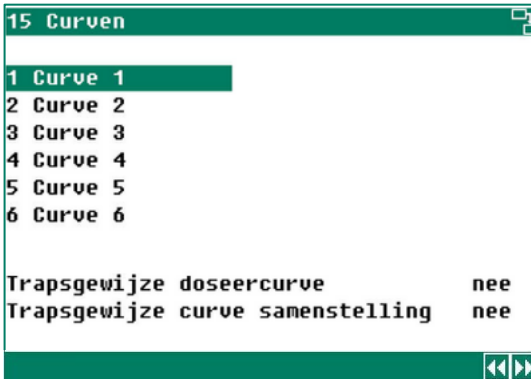 15 Curven
1 Curve 1
2 Curve 2
3 Curve 3
4 Curve 4
5 Curve 5
6 Curve 6
Trapsgewijze doseercurve nee
Trapsgewijze curve samenstelling nee